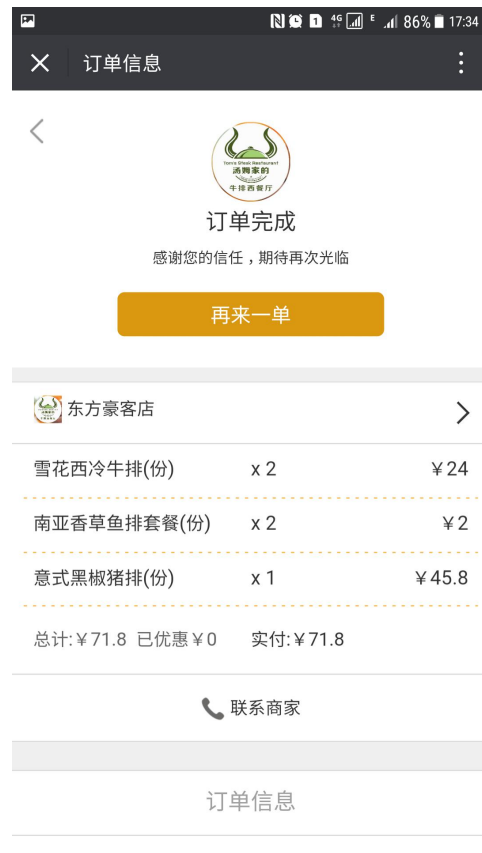 1 4G E 86% 17:34
订单信息
Tom's Steak Restaurant
汤姆家的
牛排西餐厅
订单完成
感谢您的信任，期待再次光临
再来一单
东方豪客店
雪花西冷牛排(份) x 2 ￥24
南亚香草鱼排套餐(份) x 2 ￥2
意式黑椒猪排(份) x 1 ￥45.8
总计:￥71.8 已优惠￥0 实付:￥71.8
联系商家
订单信息